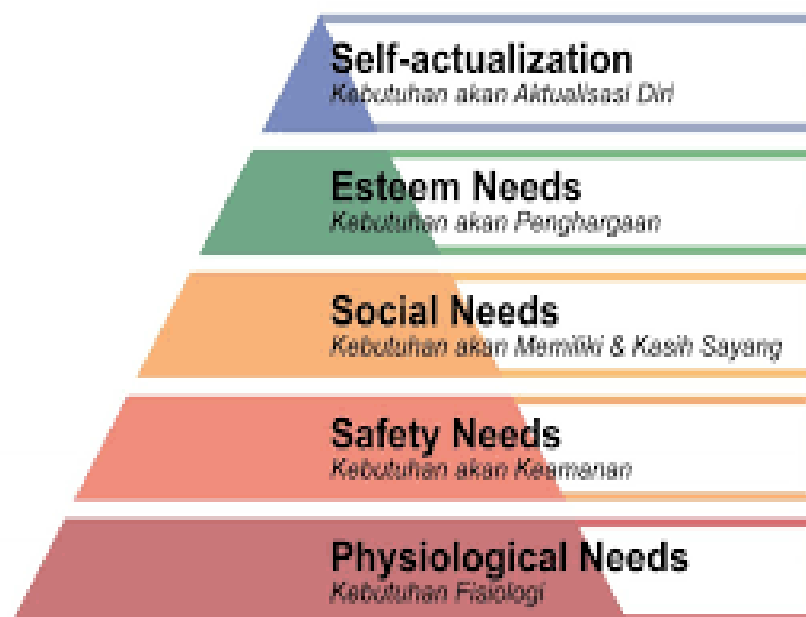 Self-actualization
Kebutuhan akan Aktualisasi Diri
Esteem Needs
Kebutuhan akan Penghargaan
Social Needs
Kebutuhan akan Memiliki & Kasih Sayang
Safety Needs
Kebutuhan akan Keamanan
Physiological Needs
Kebutuhan Fisiologi